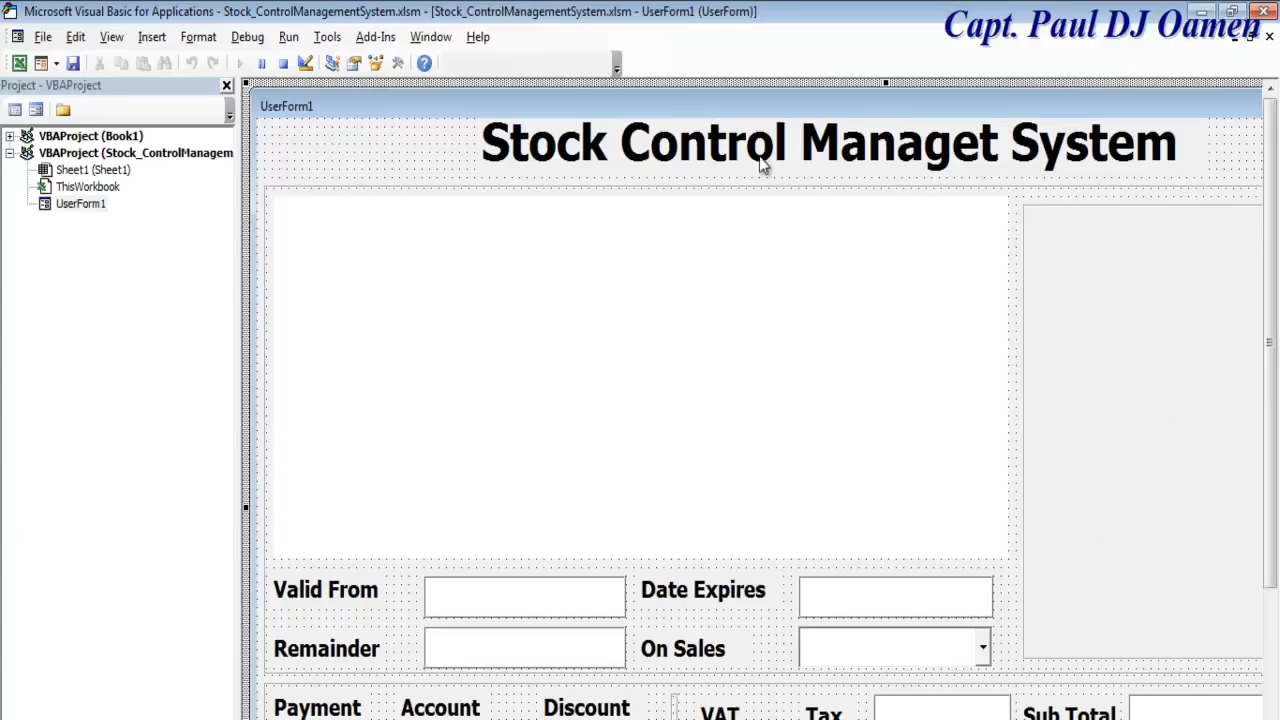 Microsoft Visual Basic for Applications - Stock_ControlManagementSystem.xlsm - [Stock_ControlManagementSystem.xlsm - UserForm1 (UserForm)]
Capt. Paul DJ Oamen
File Edit View Insert Format Debug Run Tools Add-Ins Window Help
Project - VBAProject
UserForm1
VBAProject (Book1)
VBAProject (Stock_ControlManagem
Sheet1 (Sheet1)
ThisWorkbook
UserForm1
Stock Control Managet System
Valid From Date Expires
Remainder On Sales
Payment Account Discount
VAT Tax Sub Total